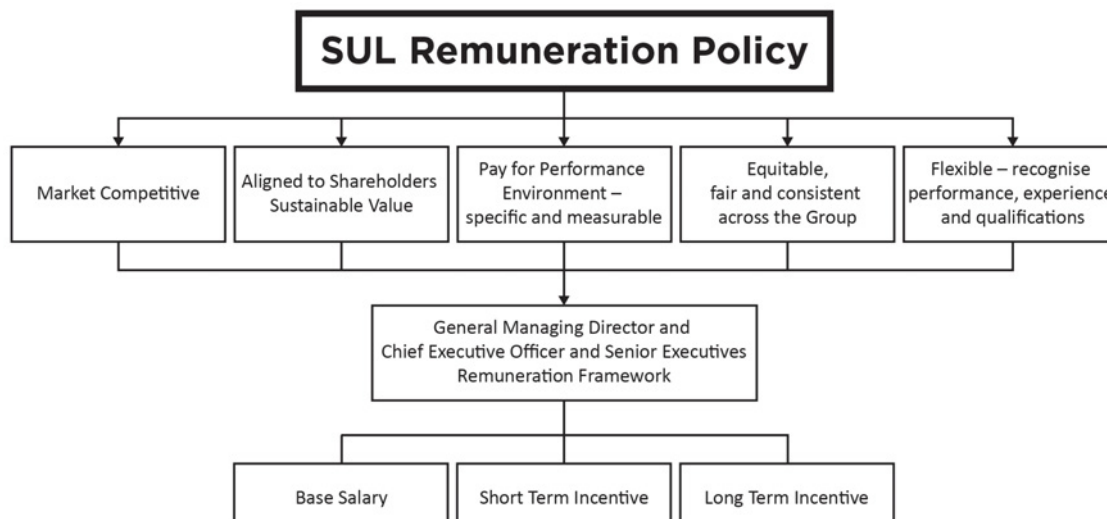 SUL Remuneration Policy
Market Competitive
Aligned to Shareholders
Sustainable Value
Pay for Performance
Environment –
specific and measurable
Equitable,
fair and consistent
across the Group
Flexible – recognise
performance, experience
and qualifications
General Managing Director and
Chief Executive Officer and Senior Executives
Remuneration Framework
Base Salary
Short Term Incentive
Long Term Incentive